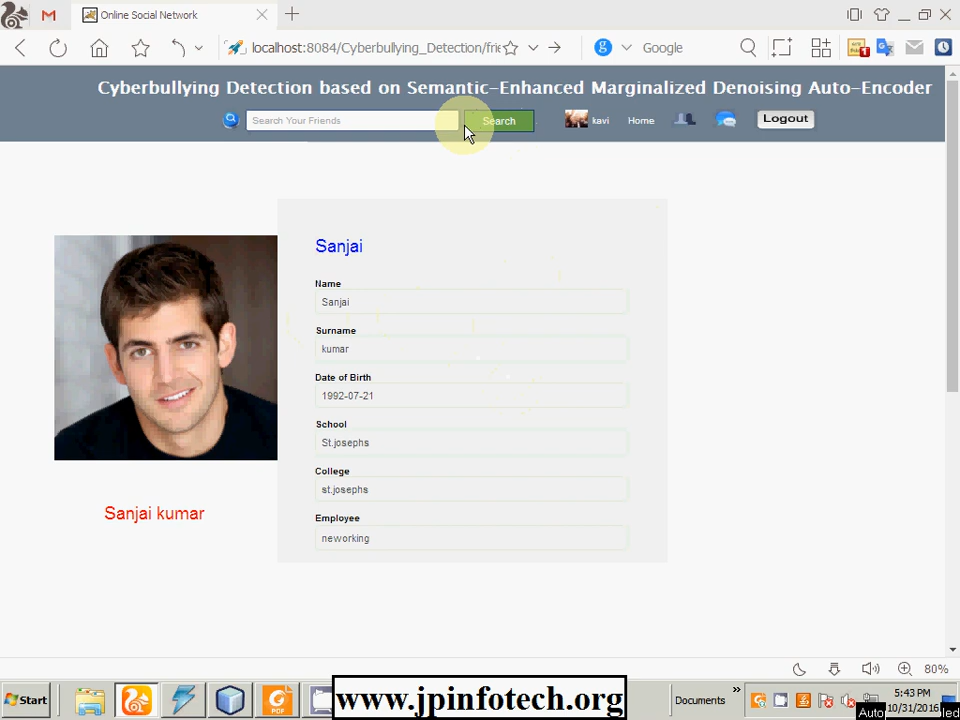 Online Social Network
localhost:8084/Cyberbullying_Detection/frie
Google
Cyberbullying Detection based on Semantic-Enhanced Marginalized Denoising Auto-Encoder
Search Your Friends
Search
kavi
Home
Logout
Sanjai
Name
Sanjai
Surname
kumar
Date of Birth
1992-07-21
School
St.josephs
College
st.josephs
Sanjai kumar
Employee
neworking
80%
Start
PDF
www.jpinfotech.org
Documents
5:43 PM
10/31/2016